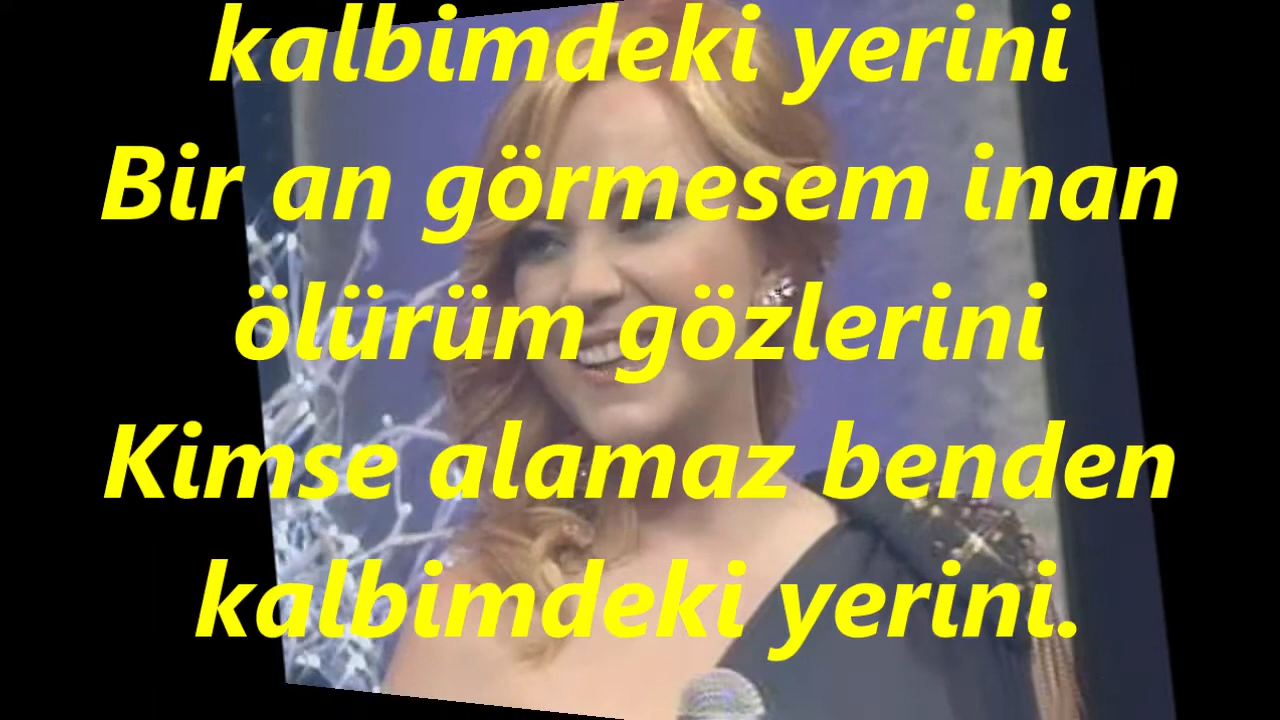 kalbimdeki yerini
Bir an görmesem inan
ölürüm gözlerini
Kimse alamaz benden
kalbimdeki yerini.